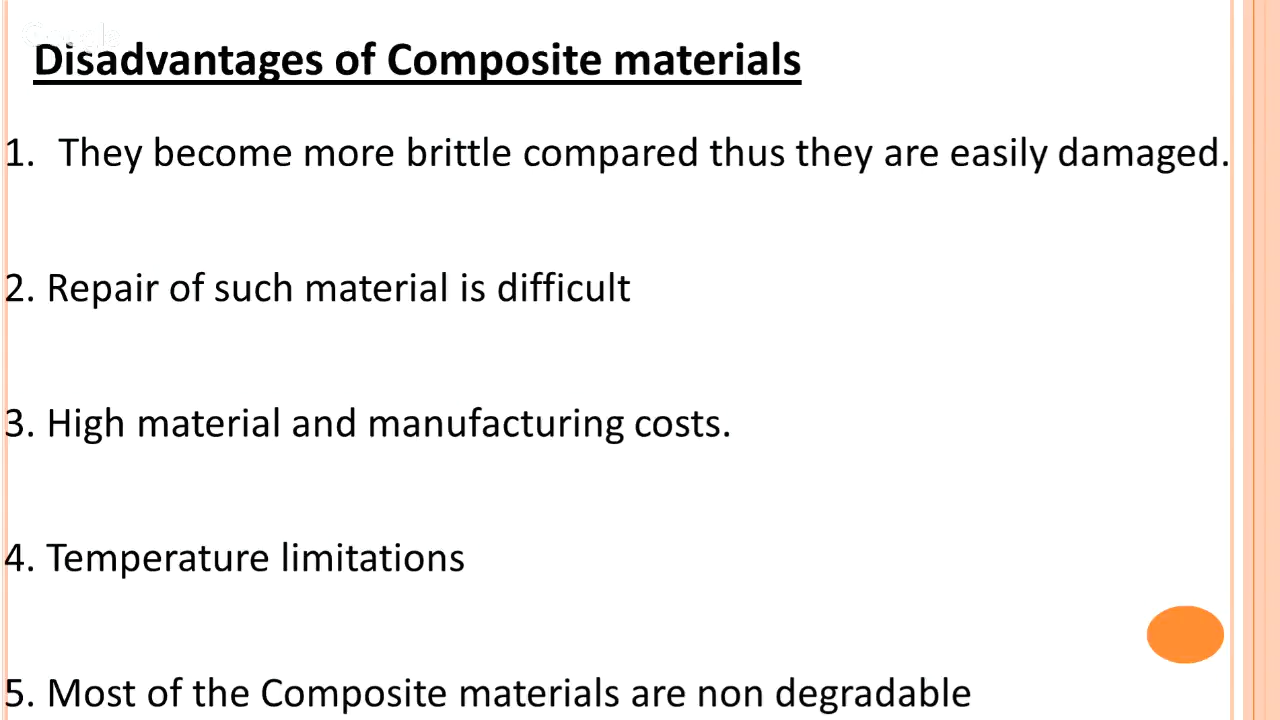 Google
Disadvantages of Composite materials
1. They become more brittle compared thus they are easily damaged.
2. Repair of such material is difficult
3. High material and manufacturing costs.
4. Temperature limitations
5. Most of the Composite materials are non degradable